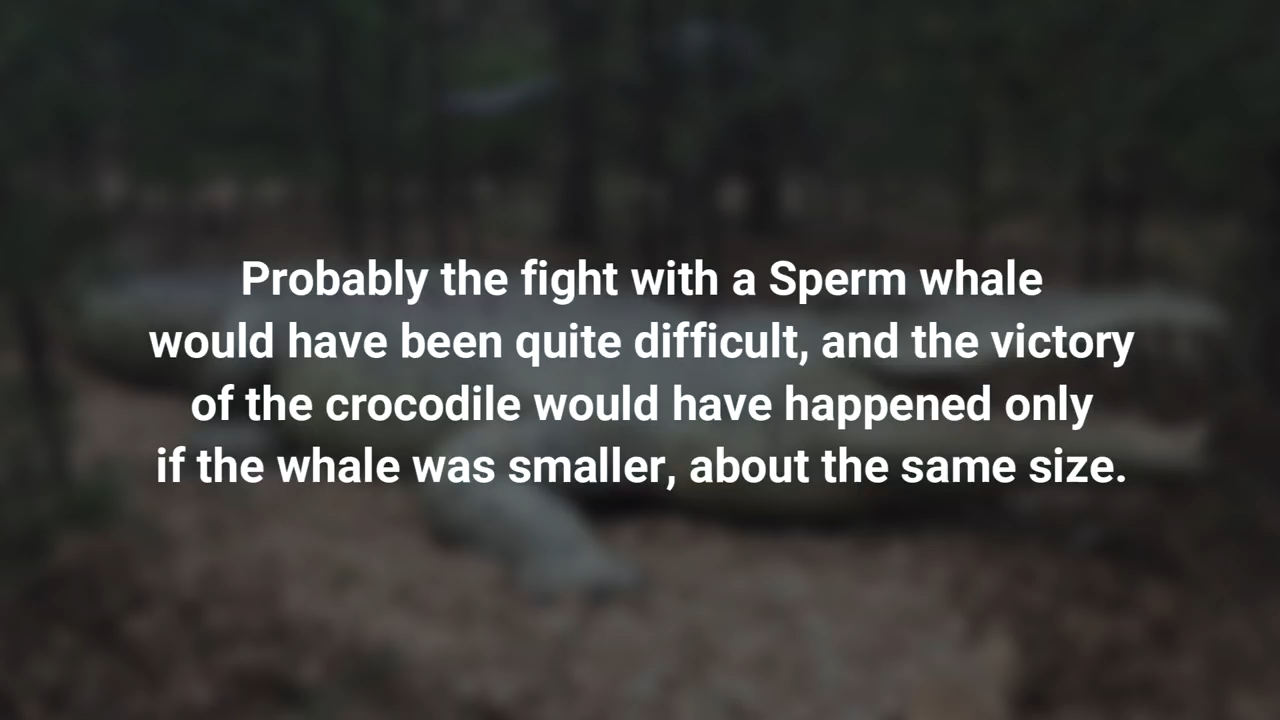 Probably the fight with a Sperm whale
would have been quite difficult, and the victory
of the crocodile would have happened only
if the whale was smaller, about the same size.